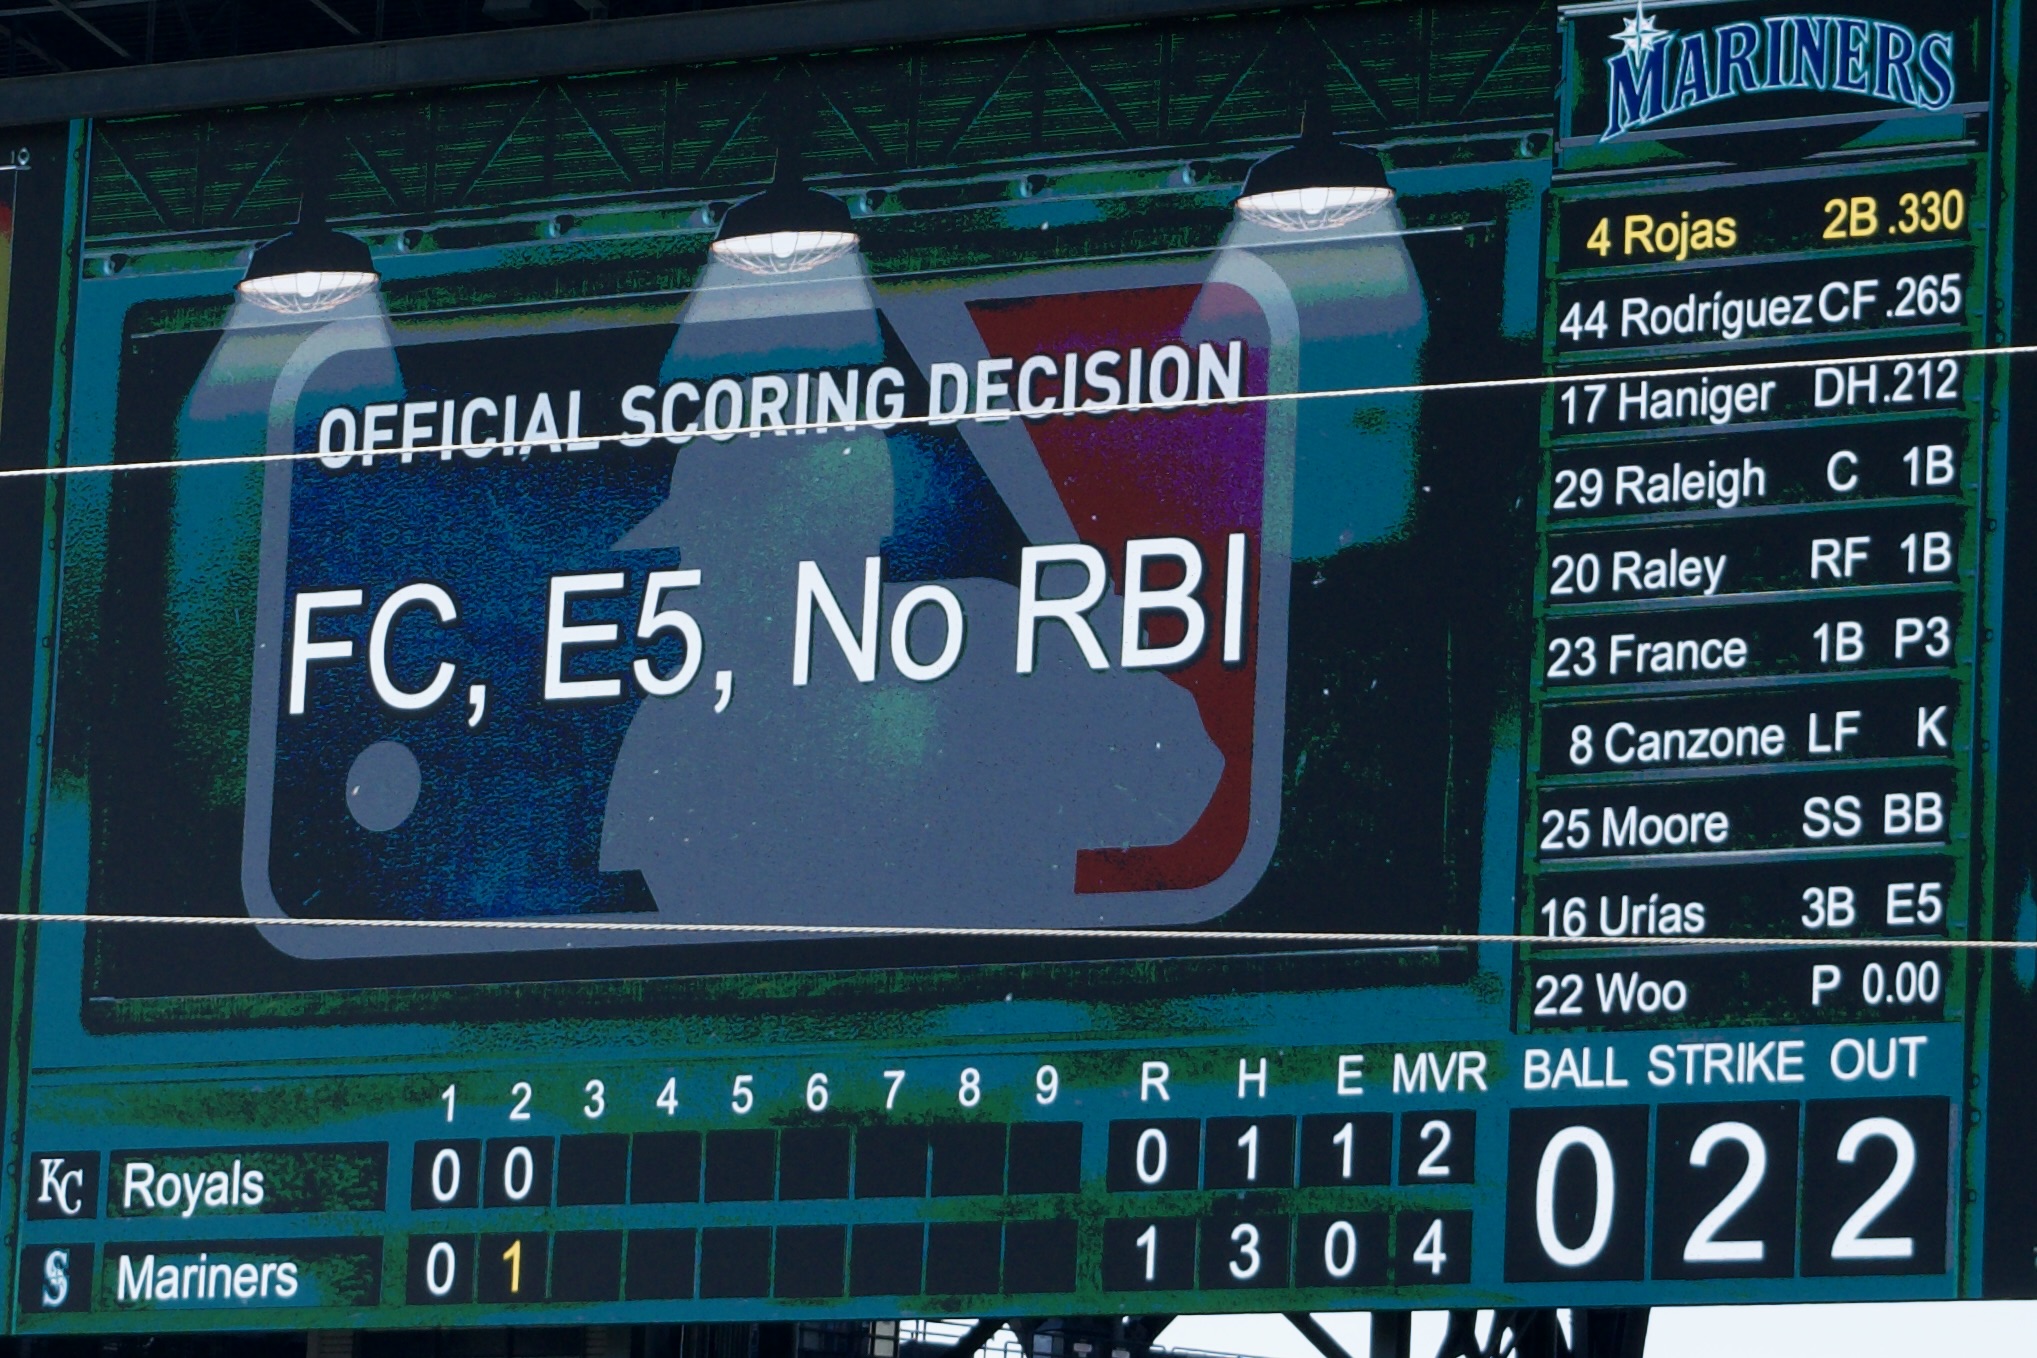 MARINERS
OFFICIAL SCORING DECISION
FC, E5, No RBI
4 Rojas 2B .330
44 Rodríguez CF .265
17 Haniger DH .212
29 Raleigh C 1B
20 Raley RF 1B
23 France 1B P3
8 Canzone LF K
25 Moore SS BB
16 Urías 3B E5
22 Woo P 0.00
BALL STRIKE OUT
0 2 2
1 2 3 4 5 6 7 8 9 R H E MVR
KC Royals 0 0 0 1 1 2
S Mariners 0 1 1 3 0 4